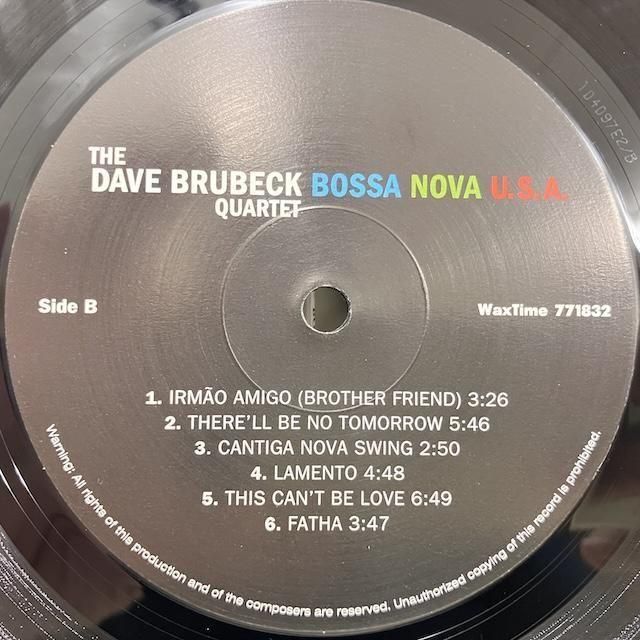 THE
DAVE BRUBECK BOSSA NOVA U.S.A.
QUARTET
Side B
WaxTime 771832
1. IRMÃO AMIGO (BROTHER FRIEND) 3:26
2. THERE'LL BE NO TOMORROW 5:46
3. CANTIGA NOVA SWING 2:50
4. LAMENTO 4:48
5. THIS CAN'T BE LOVE 6:49
6. FATHA 3:47
Warning: All rights of this production and of the composers are reserved. Unauthorized copying of this record is prohibited.
104097E2/B